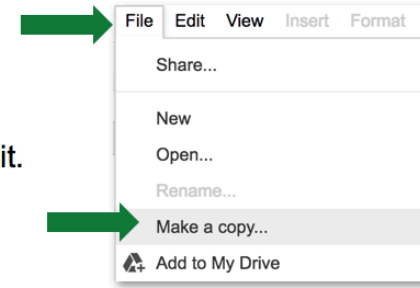 File Edit View Insert Format
Share...
New
it.
Open...
Rename...
Make a copy...
Add to My Drive